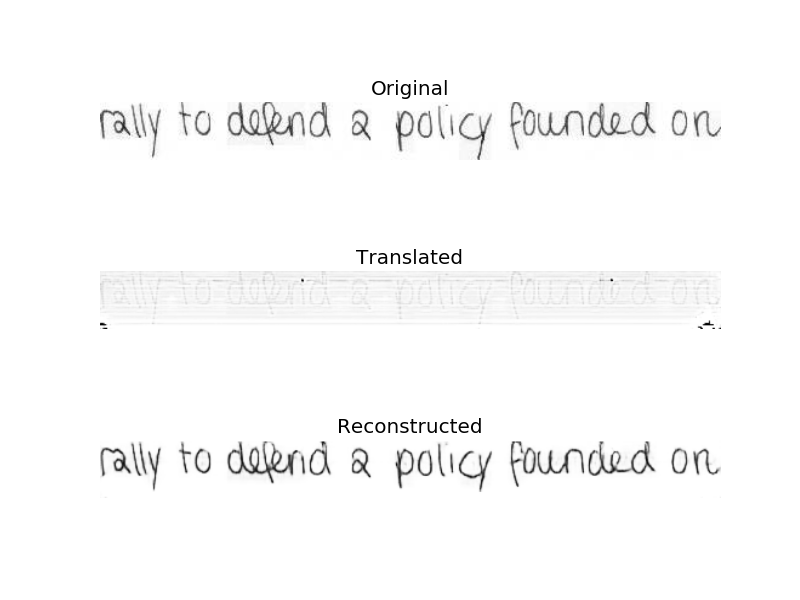 Original
rally to defend a policy founded on
Translated
rally to defend a policy founded on
Reconstructed
rally to defend a policy founded on